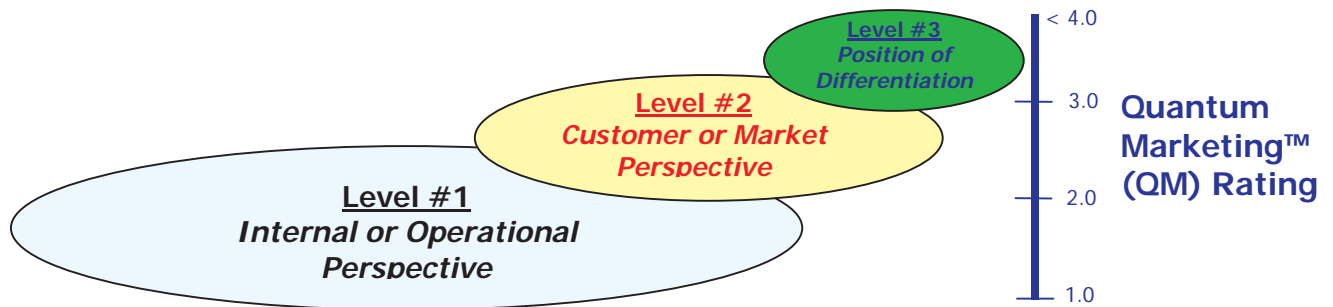 Level #3
Position of
Differentiation
Level #2
Customer or Market
Perspective
Level #1
Internal or Operational
Perspective
< 4.0
3.0
2.0
1.0
Quantum
Marketing™
(QM) Rating